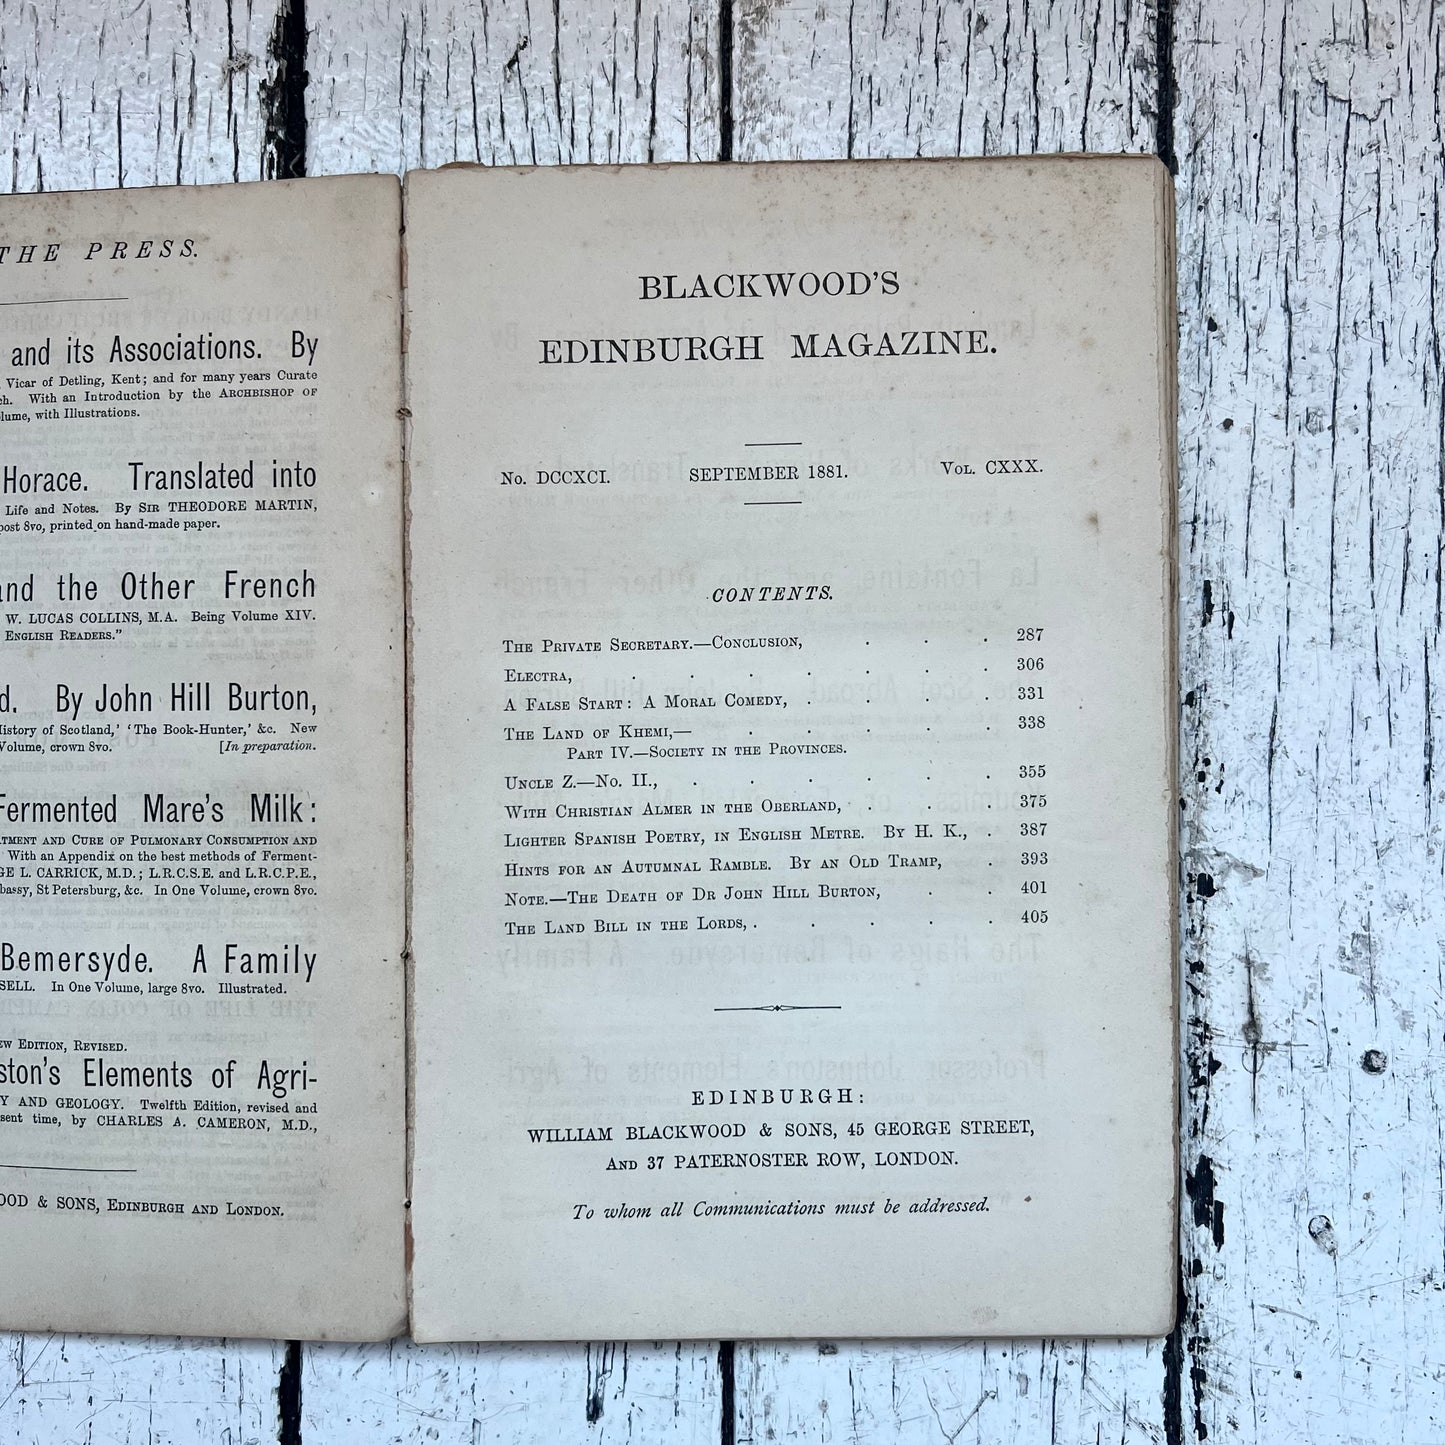 THE PRESS.
and its Associations. By
Vicar of Detling, Kent; and for many years Curate
With an Introduction by the ARCHBISHOP OF
with Illustrations.
Horace. Translated into
Life and Notes. By SIR THEODORE MARTIN,
post 8vo, printed on hand-made paper.
and the Other French
W. LUCAS COLLINS, M.A. Being Volume XIV.
ENGLISH READERS."
By John Hill Burton,
History of Scotland,' 'The Book-Hunter,' &c. New
Volume, crown 8vo. [In preparation.
Fermented Mare's Milk:
AND CURE OF PULMONARY CONSUMPTION AND
With an Appendix on the best methods of Ferment-
L. CARRICK, M.D.; L.R.C.S.E. and L.R.C.P.E.,
St Petersburg, &c. In One Volume, crown 8vo.
Bemersyde. A Family
In One Volume, large 8vo. Illustrated.
EDITION, REVISED.
Elements of Agri-
AND GEOLOGY. Twelfth Edition, revised and
time, by CHARLES A. CAMERON, M.D.,
& SONS, EDINBURGH AND LONDON.
BLACKWOOD'S
EDINBURGH MAGAZINE.
No. DCCXCI. SEPTEMBER 1881. VOL. CXXX.
CONTENTS.
THE PRIVATE SECRETARY.—CONCLUSION, . . . 287
ELECTRA, . . . . . . 306
A FALSE START: A MORAL COMEDY, . . . . 331
THE LAND OF KHEMI,— . . . . . 338
PART IV.—SOCIETY IN THE PROVINCES.
UNCLE Z.—NO. II., . . . . . . 355
WITH CHRISTIAN ALMER IN THE OBERLAND, . . . 375
LIGHTER SPANISH POETRY, IN ENGLISH METRE. BY H. K., . 387
HINTS FOR AN AUTUMNAL RAMBLE. BY AN OLD TRAMP, . 393
NOTE.—THE DEATH OF DR JOHN HILL BURTON, . . 401
THE LAND BILL IN THE LORDS, . . . . . 405
EDINBURGH:
WILLIAM BLACKWOOD & SONS, 45 GEORGE STREET,
AND 37 PATERNOSTER ROW, LONDON.
To whom all Communications must be addressed.